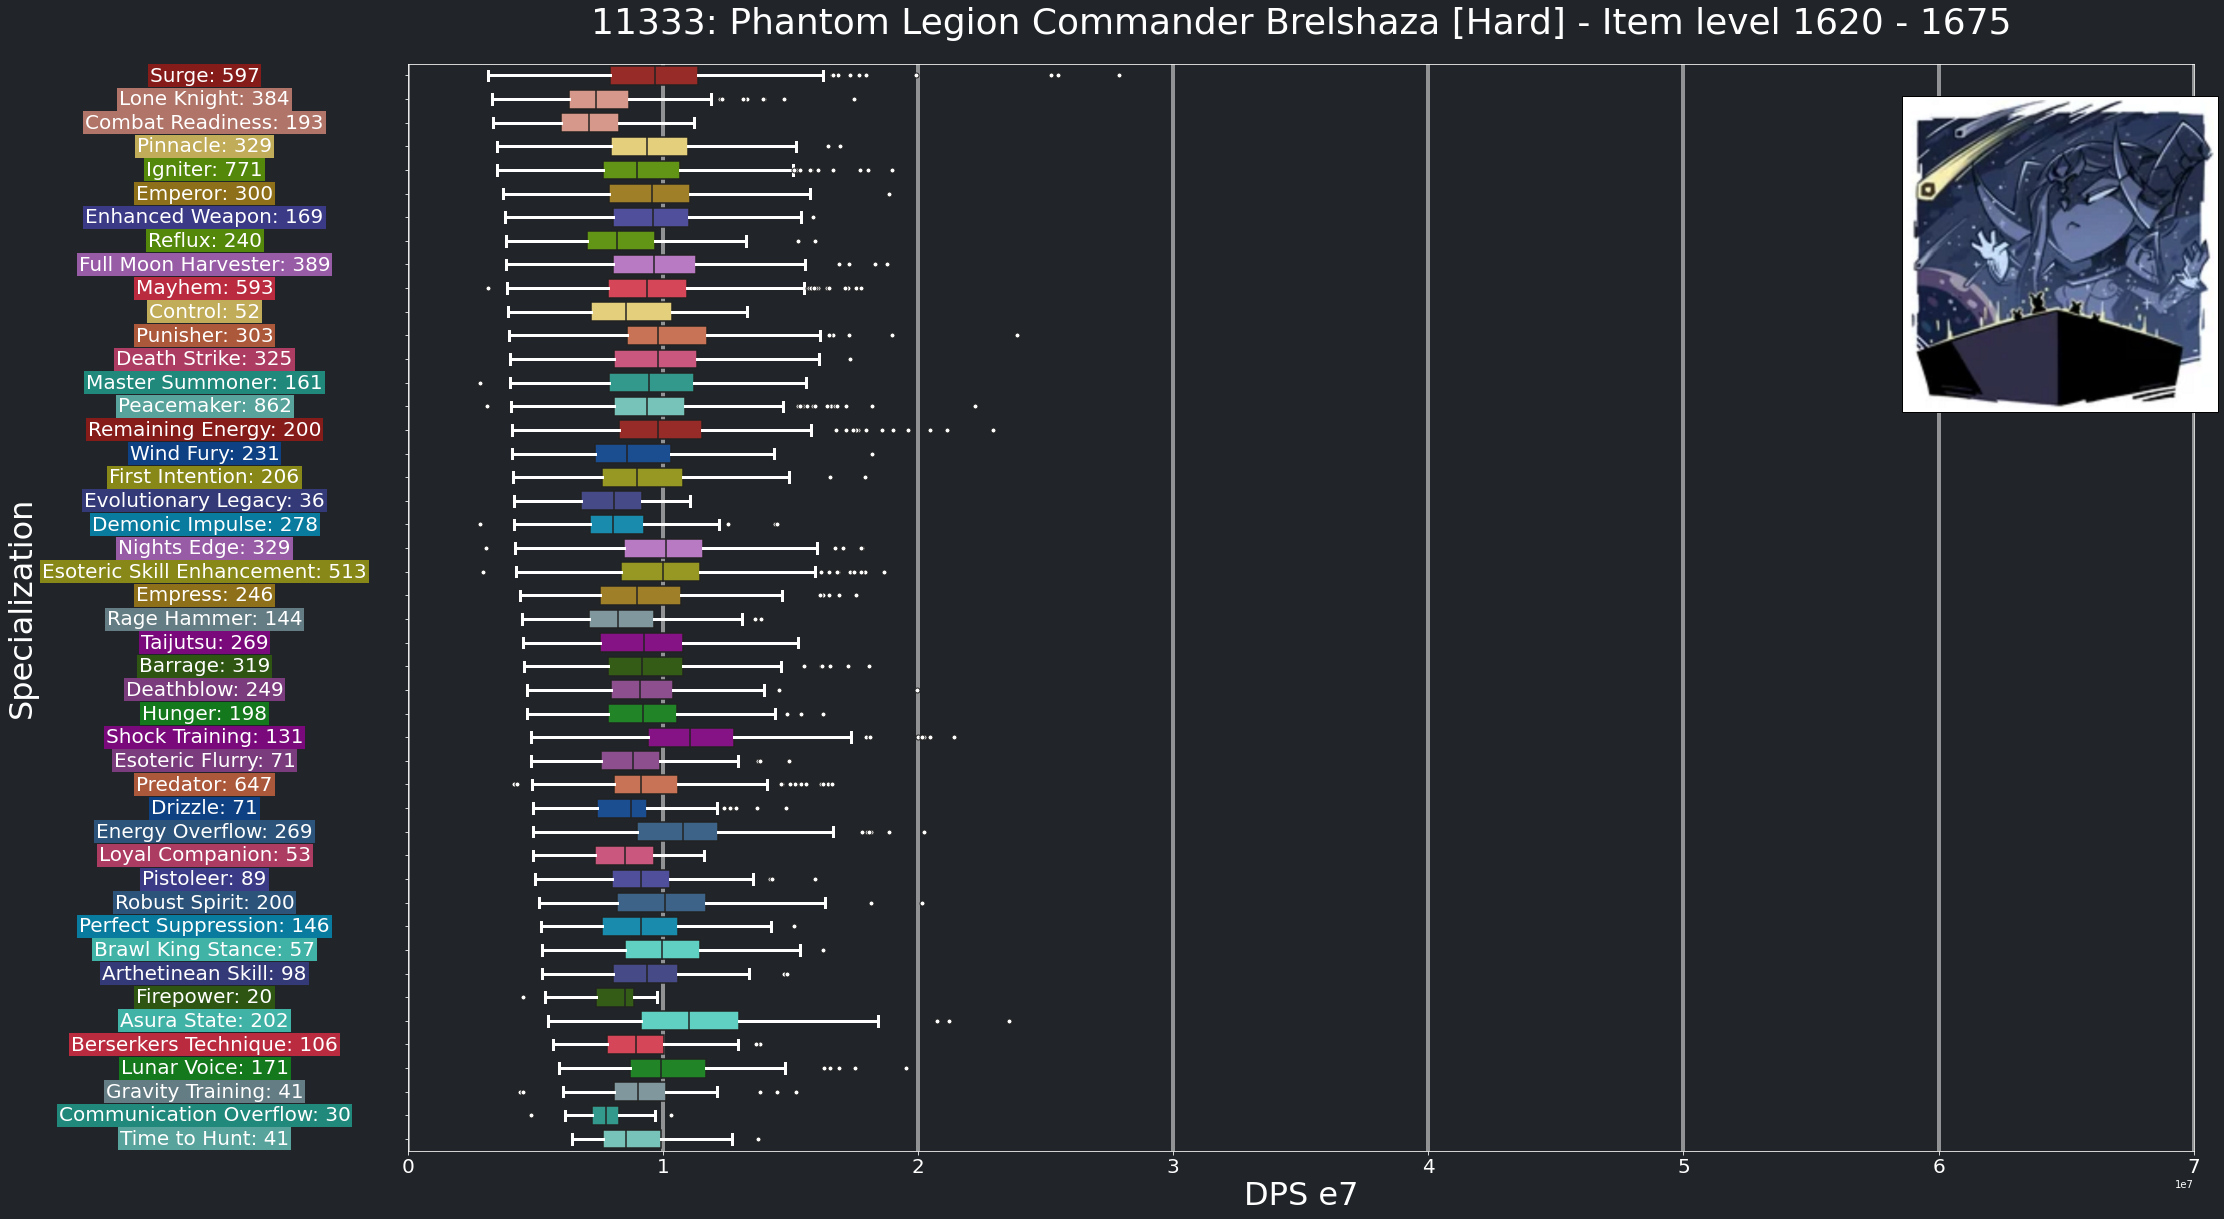 11333: Phantom Legion Commander Brelshaza [Hard] - Item level 1620 - 1675
Specialization
Surge: 597
Lone Knight: 384
Combat Readiness: 193
Pinnacle: 329
Igniter: 771
Emperor: 300
Enhanced Weapon: 169
Reflux: 240
Full Moon Harvester: 389
Mayhem: 593
Control: 52
Punisher: 303
Death Strike: 325
Master Summoner: 161
Peacemaker: 862
Remaining Energy: 200
Wind Fury: 231
First Intention: 206
Evolutionary Legacy: 36
Demonic Impulse: 278
Nights Edge: 329
Esoteric Skill Enhancement: 513
Empress: 246
Rage Hammer: 144
Taijutsu: 269
Barrage: 319
Deathblow: 249
Hunger: 198
Shock Training: 131
Esoteric Flurry: 71
Predator: 647
Drizzle: 71
Energy Overflow: 269
Loyal Companion: 53
Pistoleer: 89
Robust Spirit: 200
Perfect Suppression: 146
Brawl King Stance: 57
Arthetinean Skill: 98
Firepower: 20
Asura State: 202
Berserkers Technique: 106
Lunar Voice: 171
Gravity Training: 41
Communication Overflow: 30
Time to Hunt: 41
0 1 2 3 4 5 6 7
1e7
DPS e7